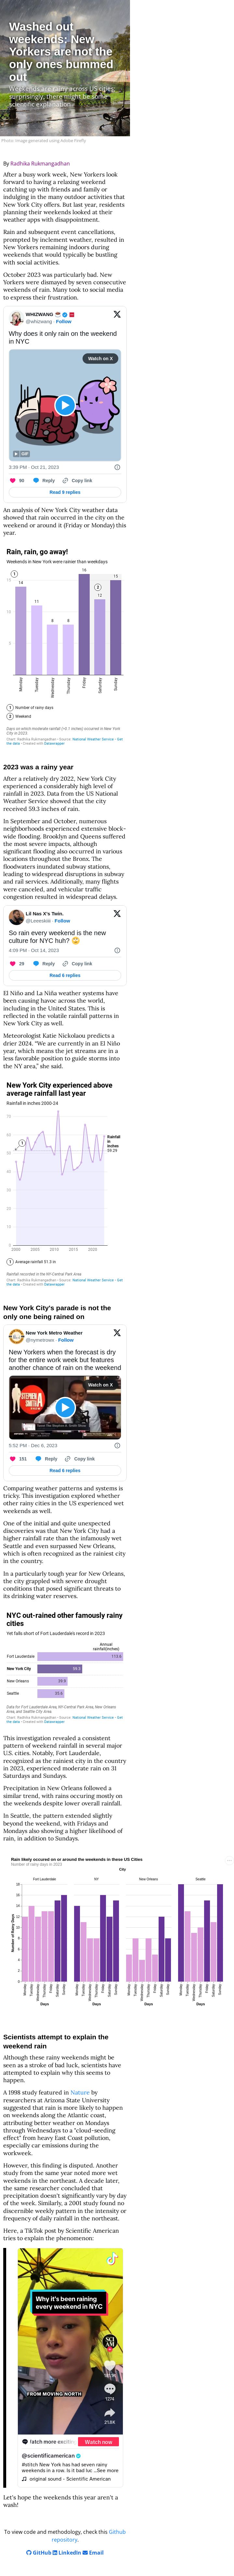 Washed out
weekends: New
Yorkers are not the
only ones bummed
out
Weekend rain rains across US cities;
surprisingly, there might be some
scientific explanation
Photo: Image generated using Adobe Firefly
By Radhika Rukmangadhan
After a busy work week, New Yorkers look
forward to having a relaxing weekend
catching up with friends and family or
indulging in the many outdoor activities that
New York City offers. But last year, residents
planning their weekends looked at their
weather apps with disappointment.
Rain and subsequent event cancellations,
prompted by inclement weather, resulted in
New Yorkers remaining indoors during
weekends that would typically be bustling
with social activities.
October 2023 was particularly bad. New
Yorkers were dismayed by seven consecutive
weekends of rain. Many took to social media
to express their frustration.
WHIZWANG
@whizwang · Follow
Why does it only rain on the weekend
in NYC
Watch on X
GIF
3:39 PM · Oct 21, 2023
90 Reply Copy link
Read 9 replies
An analysis of New York City weather data
showed that rain occurred in the city on the
weekend or around it (Friday or Monday) this
year.
Rain, rain, go away!
Weekends in New York were rainier than weekdays
15
10
5
1
14
11
8
8
16
2
12
15
Monday
Tuesday
Wednesday
Thursday
Friday
Saturday
Sunday
1 Number of rainy days
2 Weekend
Days in which moderate rainfall (>0.1 inches) occurred in New York
city in 2023.
Chart: Radhika Rukmangadhan · Source: National Weather Service · Get
the data · Created with Datawrapper
2023 was a rainy year
After a relatively dry 2022, New York City
experienced a considerably high level of
rainfall in 2023. Data from the US National
Weather Service showed that the city
received 59.3 inches of rain.
In September and October, numerous
neighborhoods experienced extensive block-
wide flooding. Brooklyn and Queens suffered
the most severe impacts, although
significant flooding also occurred in various
locations throughout the Bronx. The
floodwaters inundated subway stations,
leading to widespread disruptions in subway
and rail services. Additionally, many flights
were canceled, and vehicular traffic
congestion resulted in widespread delays.
Lil Nas X's Twin.
· Follow
So rain every weekend is the new
culture for NYC huh? 🙄
4:09 PM · Oct 14, 2023
28 Reply Copy link
Read 6 replies
El Niño and La Niña weather systems have
been causing havoc across the world,
including in the United States. This is
reflected in the volatile rainfall patterns in
New York City as well.
Meteorologist Katie Nickolaou predicts a
direr 2024. "We are currently in an El Niño
year, which means the jet streams are in a
less favorable position to guide storms into
the NY area," she said.
New York City experienced above
average rainfall last year
Rainfall in inches 2000-24
70
60
50
40
30
20
10
0
1
Rainfall
in
inches
59.29
2000 2005 2010 2015 2020
1 Average rainfall 51.5 in
Rainfall recorded in the NY-Central Park Area
Chart: Radhika Rukmangadhan · Source: National Weather Service · Get
the data · Created with Datawrapper
New York City's parade is not the
only one being rained on
New York Metro Weather
@nymetrowx · Follow
New Yorkers when the forecast is dry
for the entire work week but features
another chance of rain on the weekend
Watch on X
STEPHEN
A
SMITH
5:52 PM · Dec 6, 2023
151 Reply Copy link
Read 6 replies
Comparing weather patterns and systems is
tricky. This investigation explored whether
other rainy cities in the US experienced wet
weekends as well.
One of the initial and quite unexpected
discoveries was that New York City had a
higher rainfall rate than the infamously wet
Seattle and even surpassed New Orleans,
which is often recognized as the rainiest city
in the country.
In a particularly tough year for New Orleans,
the city grappled with severe drought
conditions that posed significant threats to
its drinking water reserves.
NYC out-rained other famously rainy
cities
Yet falls short of Fort Lauderdale's record in 2023
Annual
rainfall(inches)
Fort Lauderdale 113.6
New York City 59.3
New Orleans 39.9
Seattle 35.6
Data for Fort Lauderdale Area, NY-Central Park Area, New Orleans
Area, and Seattle City Area
Chart: Radhika Rukmangadhan · Source: National Weather Service · Get
the data · Created with Datawrapper
This investigation revealed a consistent
pattern of weekend rainfall in several major
U.S. cities. Notably, Fort Lauderdale,
recognized as the rainiest city in the country
in 2023, experienced moderate rain on 31
Saturdays and Sundays.
Precipitation in New Orleans followed a
similar trend, with rains occuring mostly on
the weekends despite lower overall rainfall.
In Seattle, the pattern extended slightly
beyond the weekend, with Fridays and
Mondays also showing a higher likelihood of
rain, in addition to Sundays.
Rain likely occured on or around the weekends in these US Cities
Number of rainy days in 2023
City
Fort Lauderdale NY New Orleans Seattle
Number of Rainy Days
18
16
14
12
10
8
6
4
2
0
Monday Tuesday Wednesday Thursday Friday Saturday Sunday
Monday Tuesday Wednesday Thursday Friday Saturday Sunday
Monday Tuesday Wednesday Thursday Friday Saturday Sunday
Monday Tuesday Wednesday Thursday Friday Saturday Sunday
Days Days Days Days
Scientists attempt to explain the
weekend rain
Although these rainy weekends might be
seen as a stroke of bad luck, scientists have
attempted to explain why this seems to
happen.
A 1998 study featured in Nature by
researchers at Arizona State University
suggested that rain is more likely to happen
on weekends along the Atlantic coast,
attributing better weather on Mondays
through Wednesdays to a "cloud-seeding
effect" from heavy East Coast pollution,
especially car emissions during the
workweek.
However, this finding is disputed. Another
study from the same year noted more wet
weekends in the northeast. A decade later,
the same researcher concluded that
precipitation doesn't significantly vary by day
of the week. Similarly, a 2001 study found no
discernible weekly pattern in the intensity or
frequency of daily rainfall in the northeast.
Here, a TikTok post by Scientific American
tries to explain the phenomenon:
Why it's been raining
every weekend in NYC
FROM MOVING NORTH
1274
21.8K
Watch now
@scientificamerican
#stitch New York has had seven rainy
weekends in a row. Is it bad luc ...See more
original sound - Scientific American
Let's hope the weekends this year aren't a
wash!
To view code and methodology, check this Github
repository.
GitHub LinkedIn Email